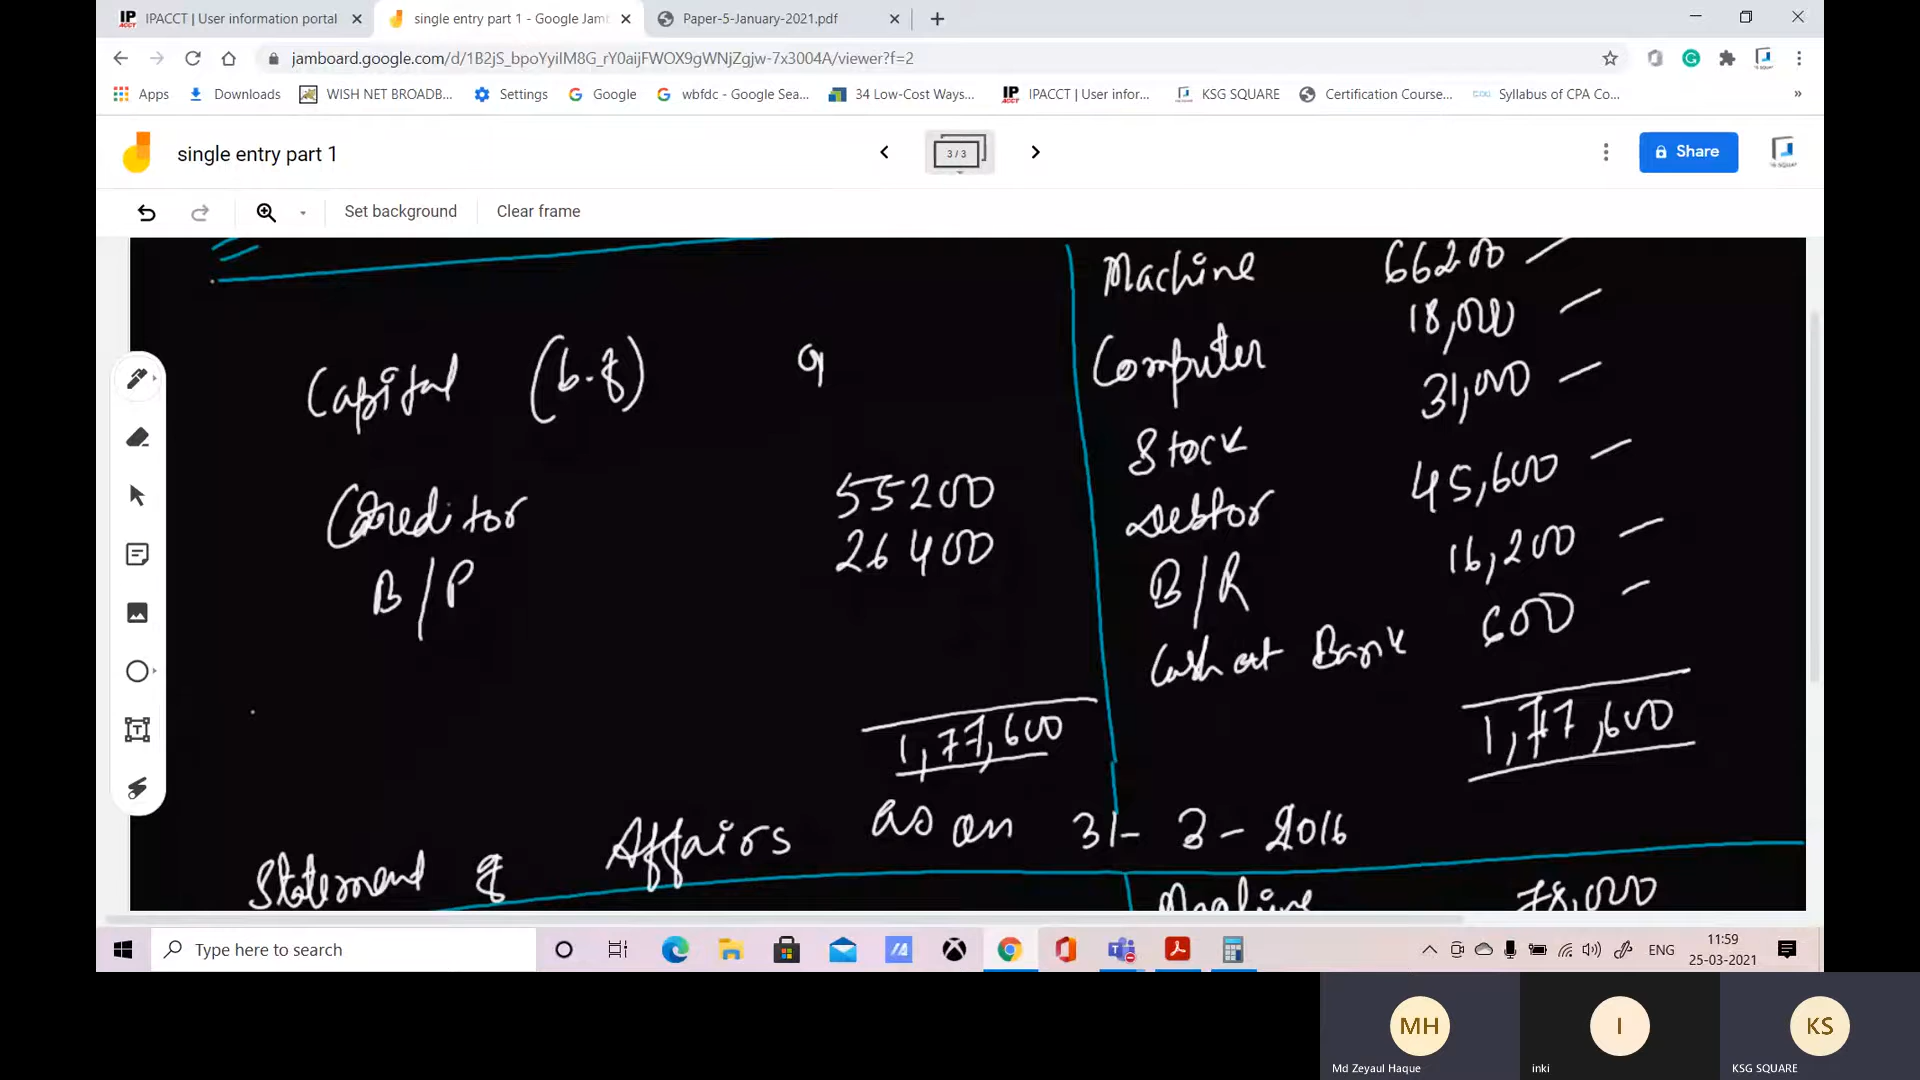 IPACCT | User information portal
single entry part 1 - Google Jam
Paper-5-January-2021.pdf
jamboard.google.com/d/1B2jS_bpoYyiIM8G_rY0aijFWOX9gWNjZgjw-7x3004A/viewer?f=2
Apps
Downloads
WISH NET BROADB...
Settings
Google
wbfdc - Google Sea...
34 Low-Cost Ways...
IPACCT | User infor...
KSG SQUARE
Certification Course...
Syllabus of CPA Co...
»
single entry part 1
3 / 3
Share
Set background
Clear frame
Machine 66200
Computer 18,000
Stock 31,000
Debtor 45,600
B/R 16,200
Cash at Bank 600
1,77,600
Capital (b.f) 9
Creditor 55200
B/P 26400
1,77,600
Statement of Affairs as on 31-3-2016
Machine 78,000
Type here to search
ENG
11:59
25-03-2021
MH
Md Zeyaul Haque
I
inki
KS
KSG SQUARE